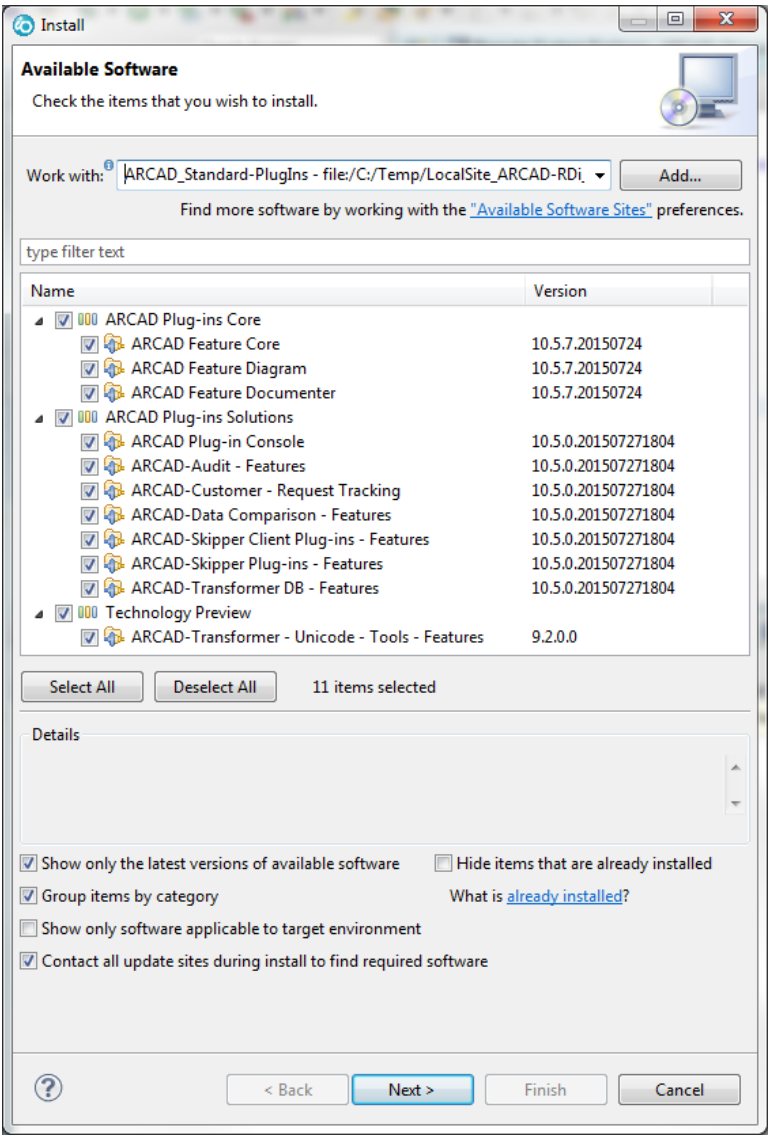 Install
Available Software
Check the items that you wish to install.
Work with: ARCAD_Standard-PlugIns - file:/C:/Temp/LocalSite_ARCAD-RDi_ Add...
Find more software by working with the "Available Software Sites" preferences.
type filter text
Name Version
ARCAD Plug-ins Core
ARCAD Feature Core 10.5.7.20150724
ARCAD Feature Diagram 10.5.7.20150724
ARCAD Feature Documenter 10.5.7.20150724
ARCAD Plug-ins Solutions
ARCAD Plug-in Console 10.5.0.201507271804
ARCAD-Audit - Features 10.5.0.201507271804
ARCAD-Customer - Request Tracking 10.5.0.201507271804
ARCAD-Data Comparison - Features 10.5.0.201507271804
ARCAD-Skipper Client Plug-ins - Features 10.5.0.201507271804
ARCAD-Skipper Plug-ins - Features 10.5.0.201507271804
ARCAD-Transformer DB - Features 10.5.0.201507271804
Technology Preview
ARCAD-Transformer - Unicode - Tools - Features 9.2.0.0
Select All Deselect All 11 items selected
Details
Show only the latest versions of available software Hide items that are already installed
Group items by category What is already installed?
Show only software applicable to target environment
Contact all update sites during install to find required software
? < Back Next > Finish Cancel